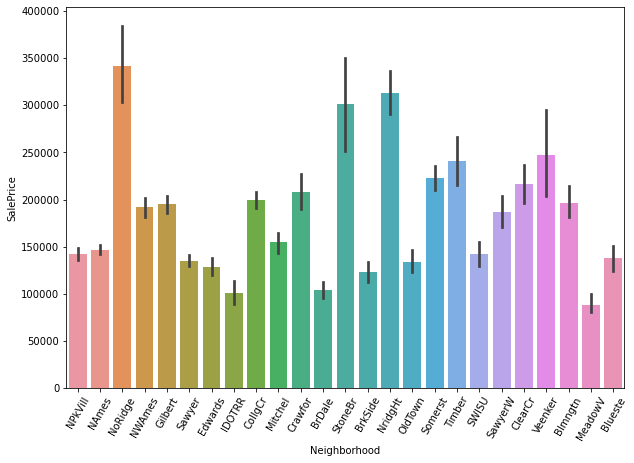 400000
350000
300000
250000
200000
150000
100000
50000
0
SalePrice
NPkVill
NAmes
NoRidge
NWAmes
Gilbert
Sawyer
Edwards
IDOTRR
CollgCr
Mitchel
Crawfor
BrDale
StoneBr
BrkSide
NridgHt
OldTown
Somerst
Timber
SWISU
SawyerW
ClearCr
Veenker
Blmngtn
MeadowV
Blueste
Neighborhood